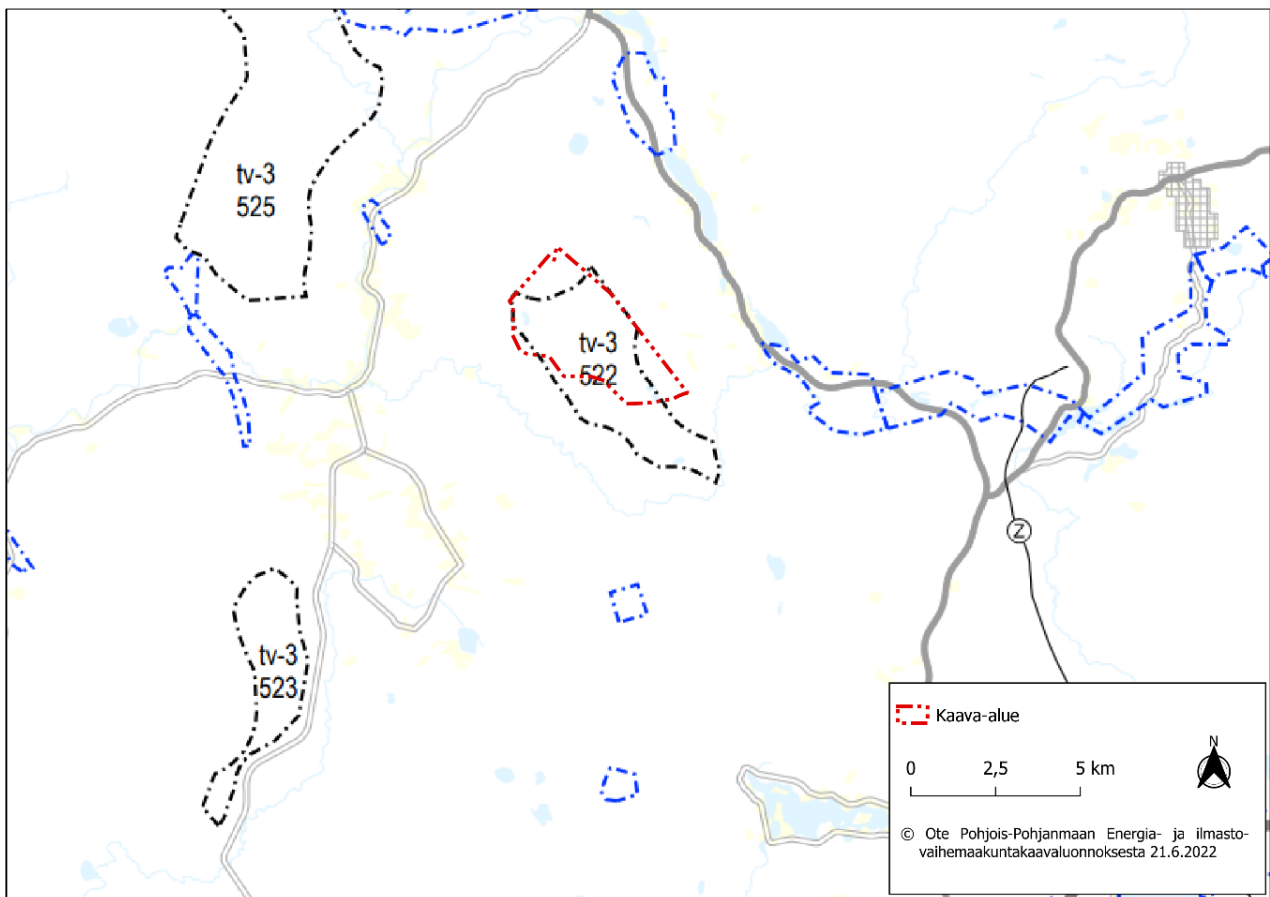 tv-3
525
tv-3
522
Z
tv-3
523
Kaava-alue
N
0 2,5 5 km
© Ote Pohjois-Pohjanmaan Energia- ja ilmasto-
vaihemaakuntakaavaluonnoksesta 21.6.2022